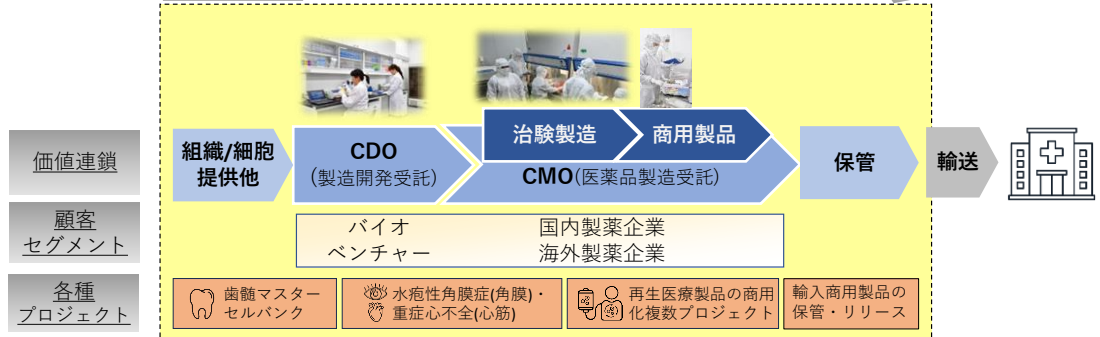 価値連鎖
組織/細胞
提供他
CDO
(製造開発受託)
治験製造
商用製品
CMO(医薬品製造受託)
保管
輸送
顧客
セグメント
バイオ
ベンチャー
国内製薬企業
海外製薬企業
各種
プロジェクト
歯髄マスター
セルバンク
水疱性角膜症(角膜)・
重症心不全(心筋)
再生医療製品の商用
化複数プロジェクト
輸入商用製品の
保管・リリース